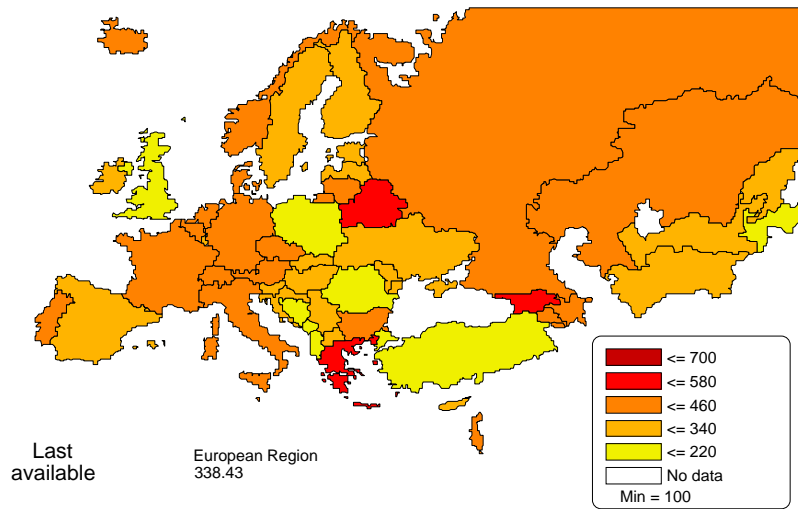 <= 700
<= 580
<= 460
<= 340
<= 220
No data
Min = 100
Last
available
European Region
338.43